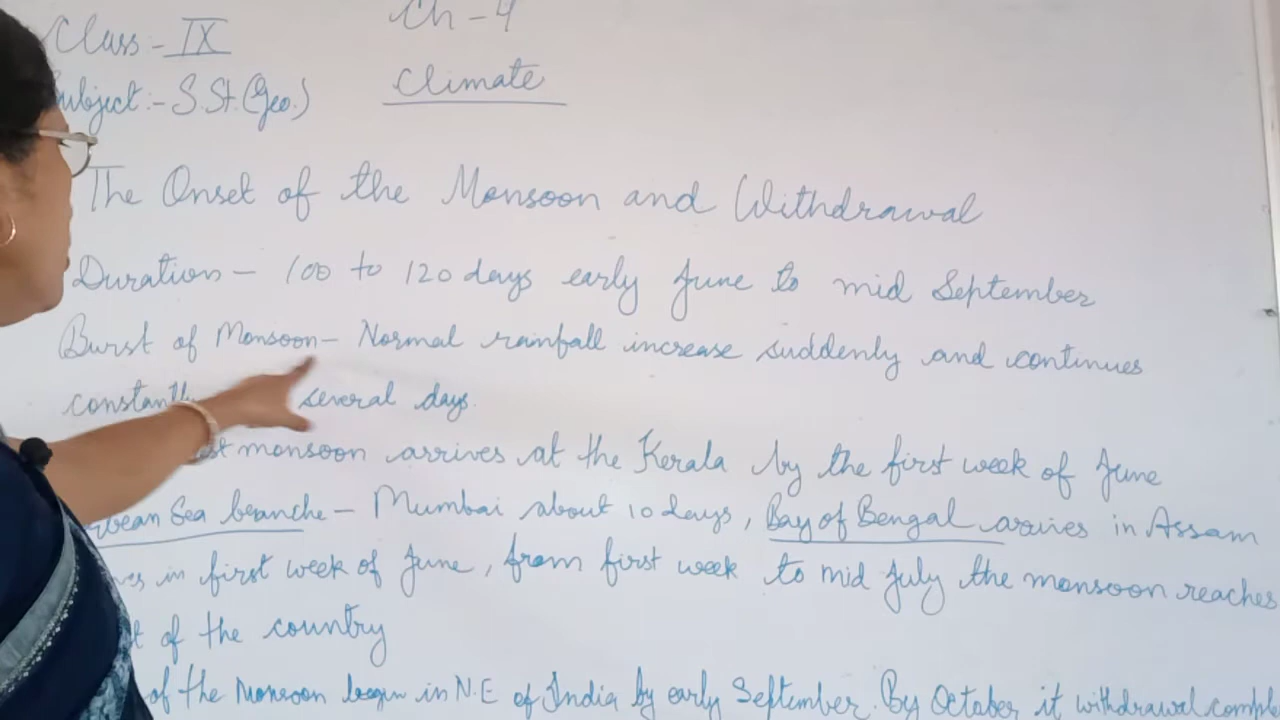 Class:- IX
Ch - 4
Subject:- S.St.(Geo.)
Climate
The Onset of the Monsoon and Withdrawal
Duration - 100 to 120 days early June to mid September
Burst of Monsoon - Normal rainfall increase suddenly and continues
constantly several days.
monsoon arrives at the Kerala by the first week of June
Sea branche - Mumbai about 10 days, Bay of Bengal arrives in Assam
in first week of June, from first week to mid July the monsoon reaches
of the country
of the Monsoon begun in N.E of India by early September. By October it withdrawal